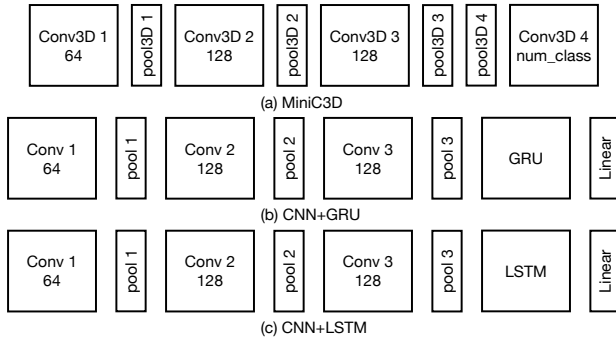 Conv3D 1
64
pool3D 1
Conv3D 2
128
pool3D 2
Conv3D 3
128
pool3D 3
pool3D 4
Conv3D 4
num_class
(a) MiniC3D
Conv 1
64
pool 1
Conv 2
128
pool 2
Conv 3
128
pool 3
GRU
Linear
(b) CNN+GRU
Conv 1
64
pool 1
Conv 2
128
pool 2
Conv 3
128
pool 3
LSTM
Linear
(c) CNN+LSTM